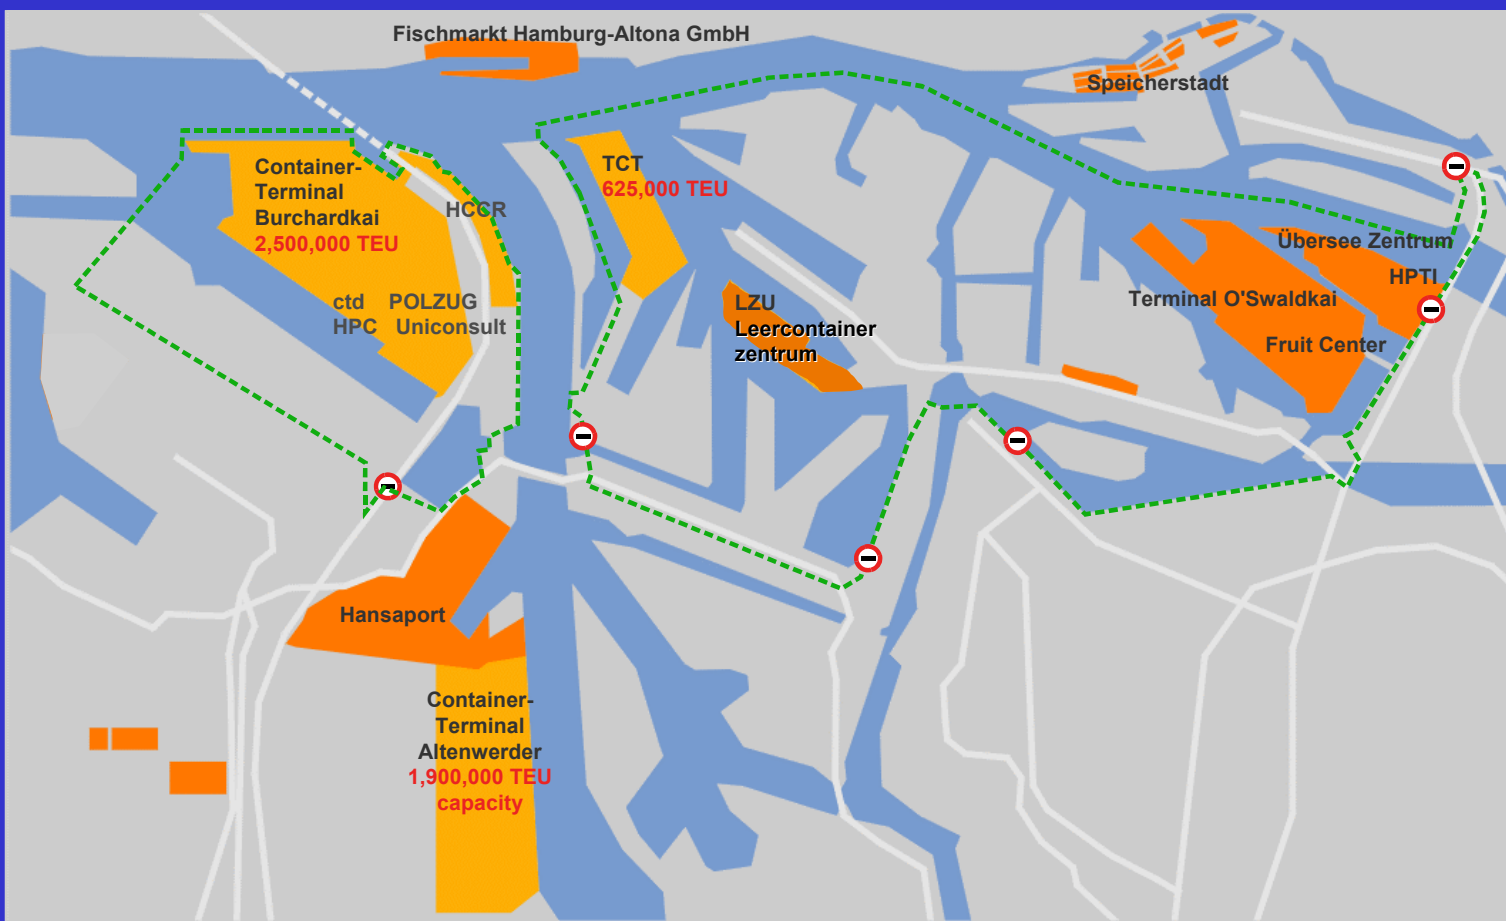 Fischmarkt Hamburg-Altona GmbH
Speicherstadt
Container-
Terminal
Burchardkai
2,500,000 TEU
HCCR
TCT
625,000 TEU
ctd POLZUG
HPC Uniconsult
LZU
Leercontainer
zentrum
Übersee Zentrum
HPTI
Terminal O'Swaldkai
Fruit Center
Hansaport
Container-
Terminal
Altenwerder
1,900,000 TEU
capacity